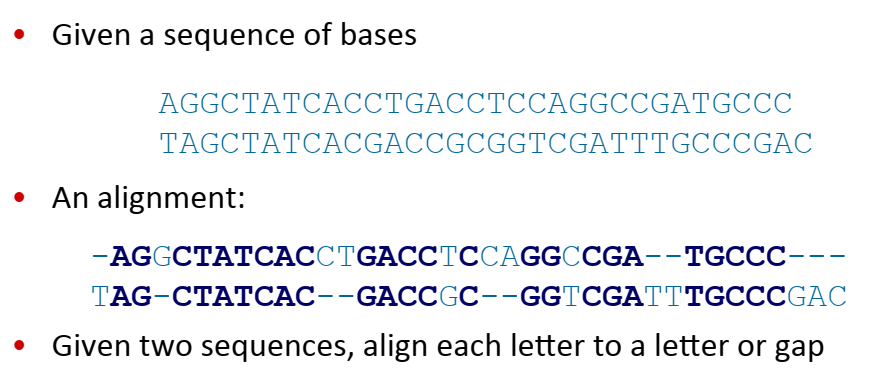 • Given a sequence of bases
AGGCTATCACCTGACCTCCAGGCCGATGCCC
TAGCTATCACGACCGCGGTCGATTTGCCCGAC
• An alignment:
-AGGCTATCACCTGACCTCCAGGCCGA--TGCCC---
TAG-CTATCAC--GACCGC--GGTCGATTTGCCCGAC
• Given two sequences, align each letter to a letter or gap